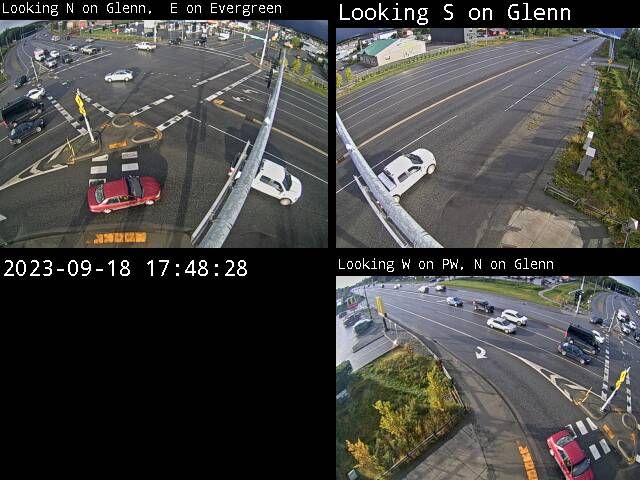 Looking N on Glenn,  E on Evergreen
Looking S on Glenn
2023-09-18 17:48:28
Looking W on PW, N on Glenn